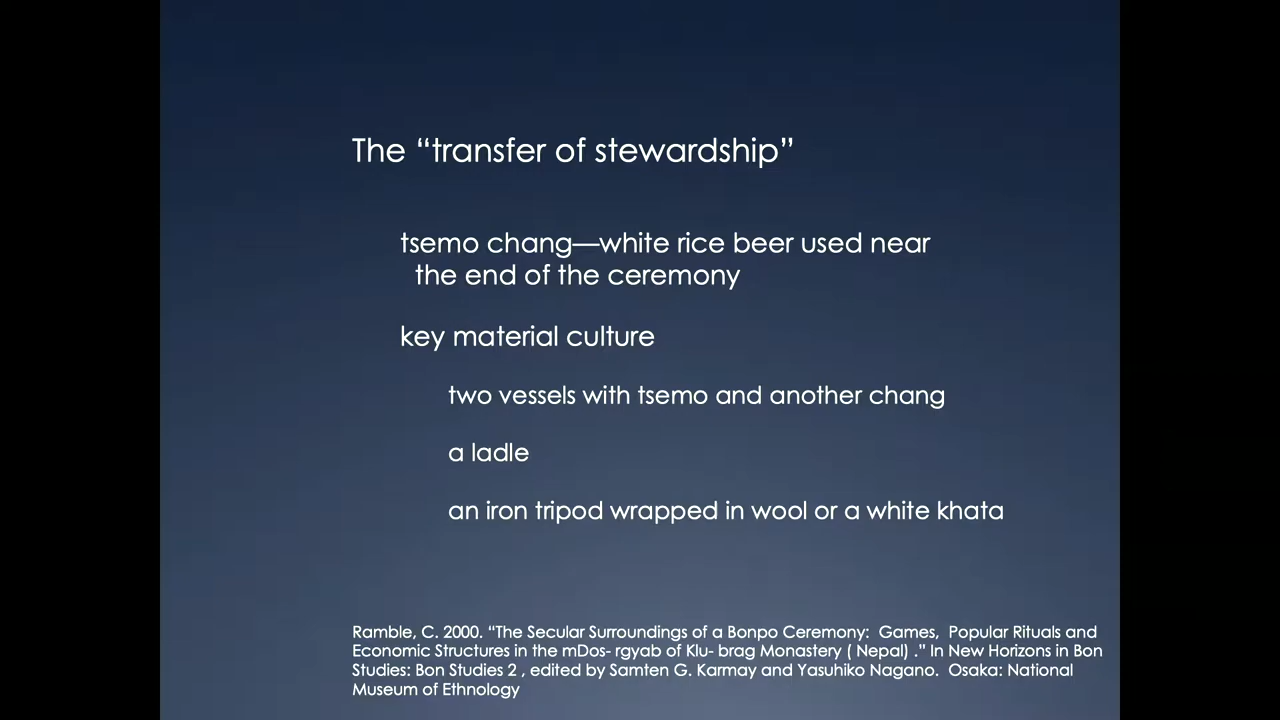 The “transfer of stewardship”
tsemo chang—white rice beer used near
the end of the ceremony
key material culture
two vessels with tsemo and another chang
a ladle
an iron tripod wrapped in wool or a white khata
Ramble, C. 2000. “The Secular Surroundings of a Bonpo Ceremony:  Games,  Popular Rituals and
Economic Structures in the mDos- rgyab of Klu- brag Monastery ( Nepal) .” In New Horizons in Bon
Studies: Bon Studies 2 , edited by Samten G. Karmay and Yasuhiko Nagano.  Osaka: National
Museum of Ethnology